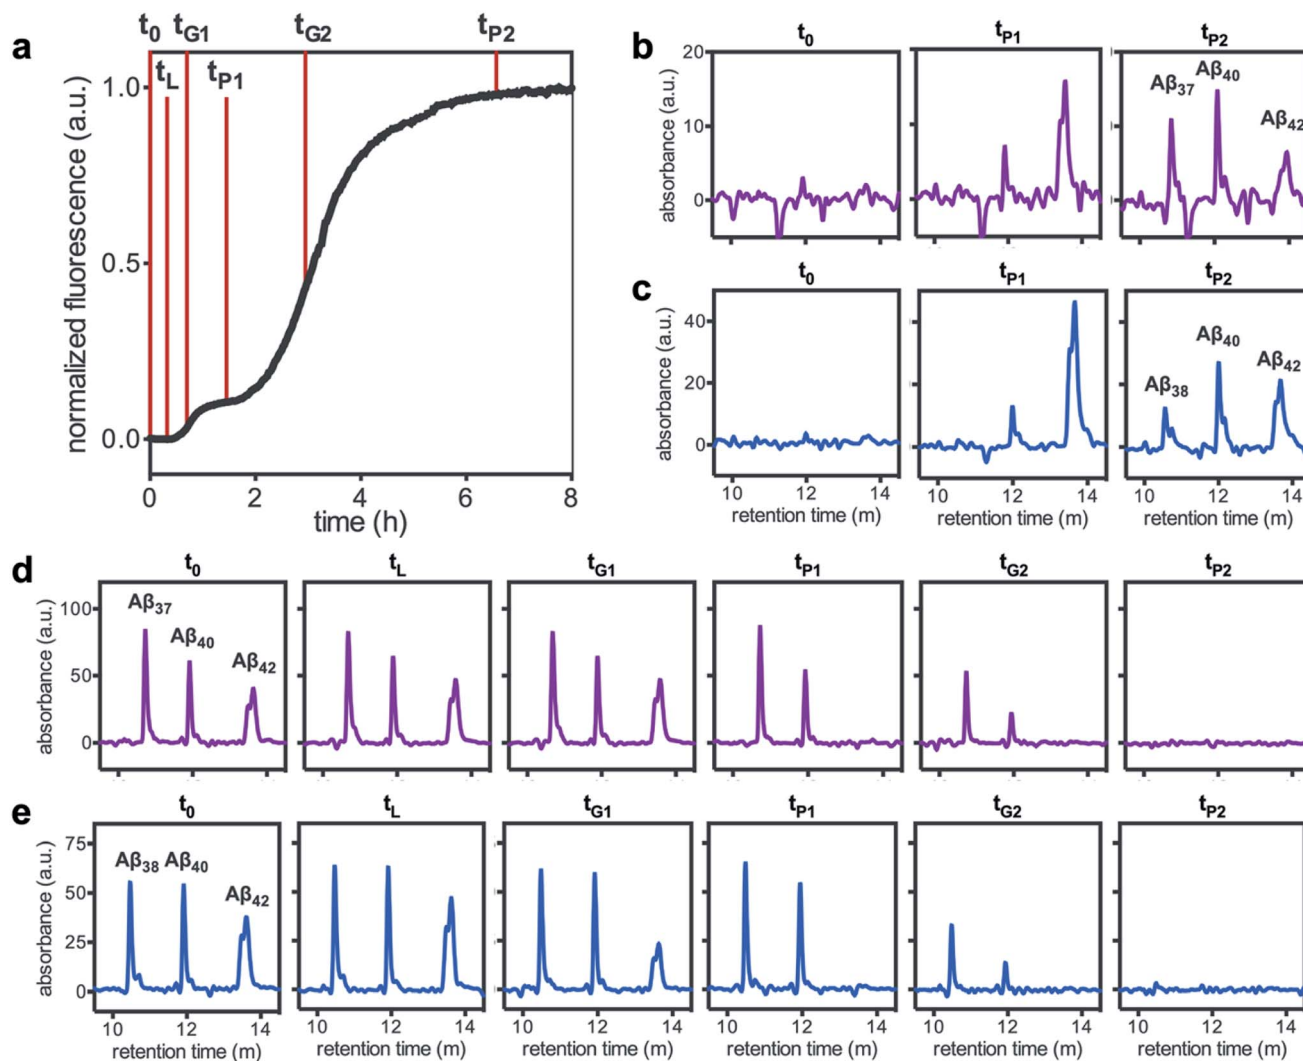 a
t0 tG1 tG2 tP2
tL tP1
normalized fluorescence (a.u.)
1.0
0.5
0.0
0 2 4 6 8
time (h)
b
t0 tP1 tP2
absorbance (a.u.)
20
10
0
Aβ37 Aβ40 Aβ42
c
t0 tP1 tP2
absorbance (a.u.)
40
20
0
Aβ38 Aβ40 Aβ42
10 12 14 10 12 14 10 12 14
retention time (m) retention time (m) retention time (m)
d
t0 tL tG1 tP1 tG2 tP2
absorbance (a.u.)
100
50
0
Aβ37 Aβ40 Aβ42
e
t0 tL tG1 tP1 tG2 tP2
absorbance (a.u.)
75
50
25
0
Aβ38 Aβ40 Aβ42
10 12 14 10 12 14 10 12 14 10 12 14 10 12 14 10 12 14
retention time (m) retention time (m) retention time (m) retention time (m) retention time (m) retention time (m)